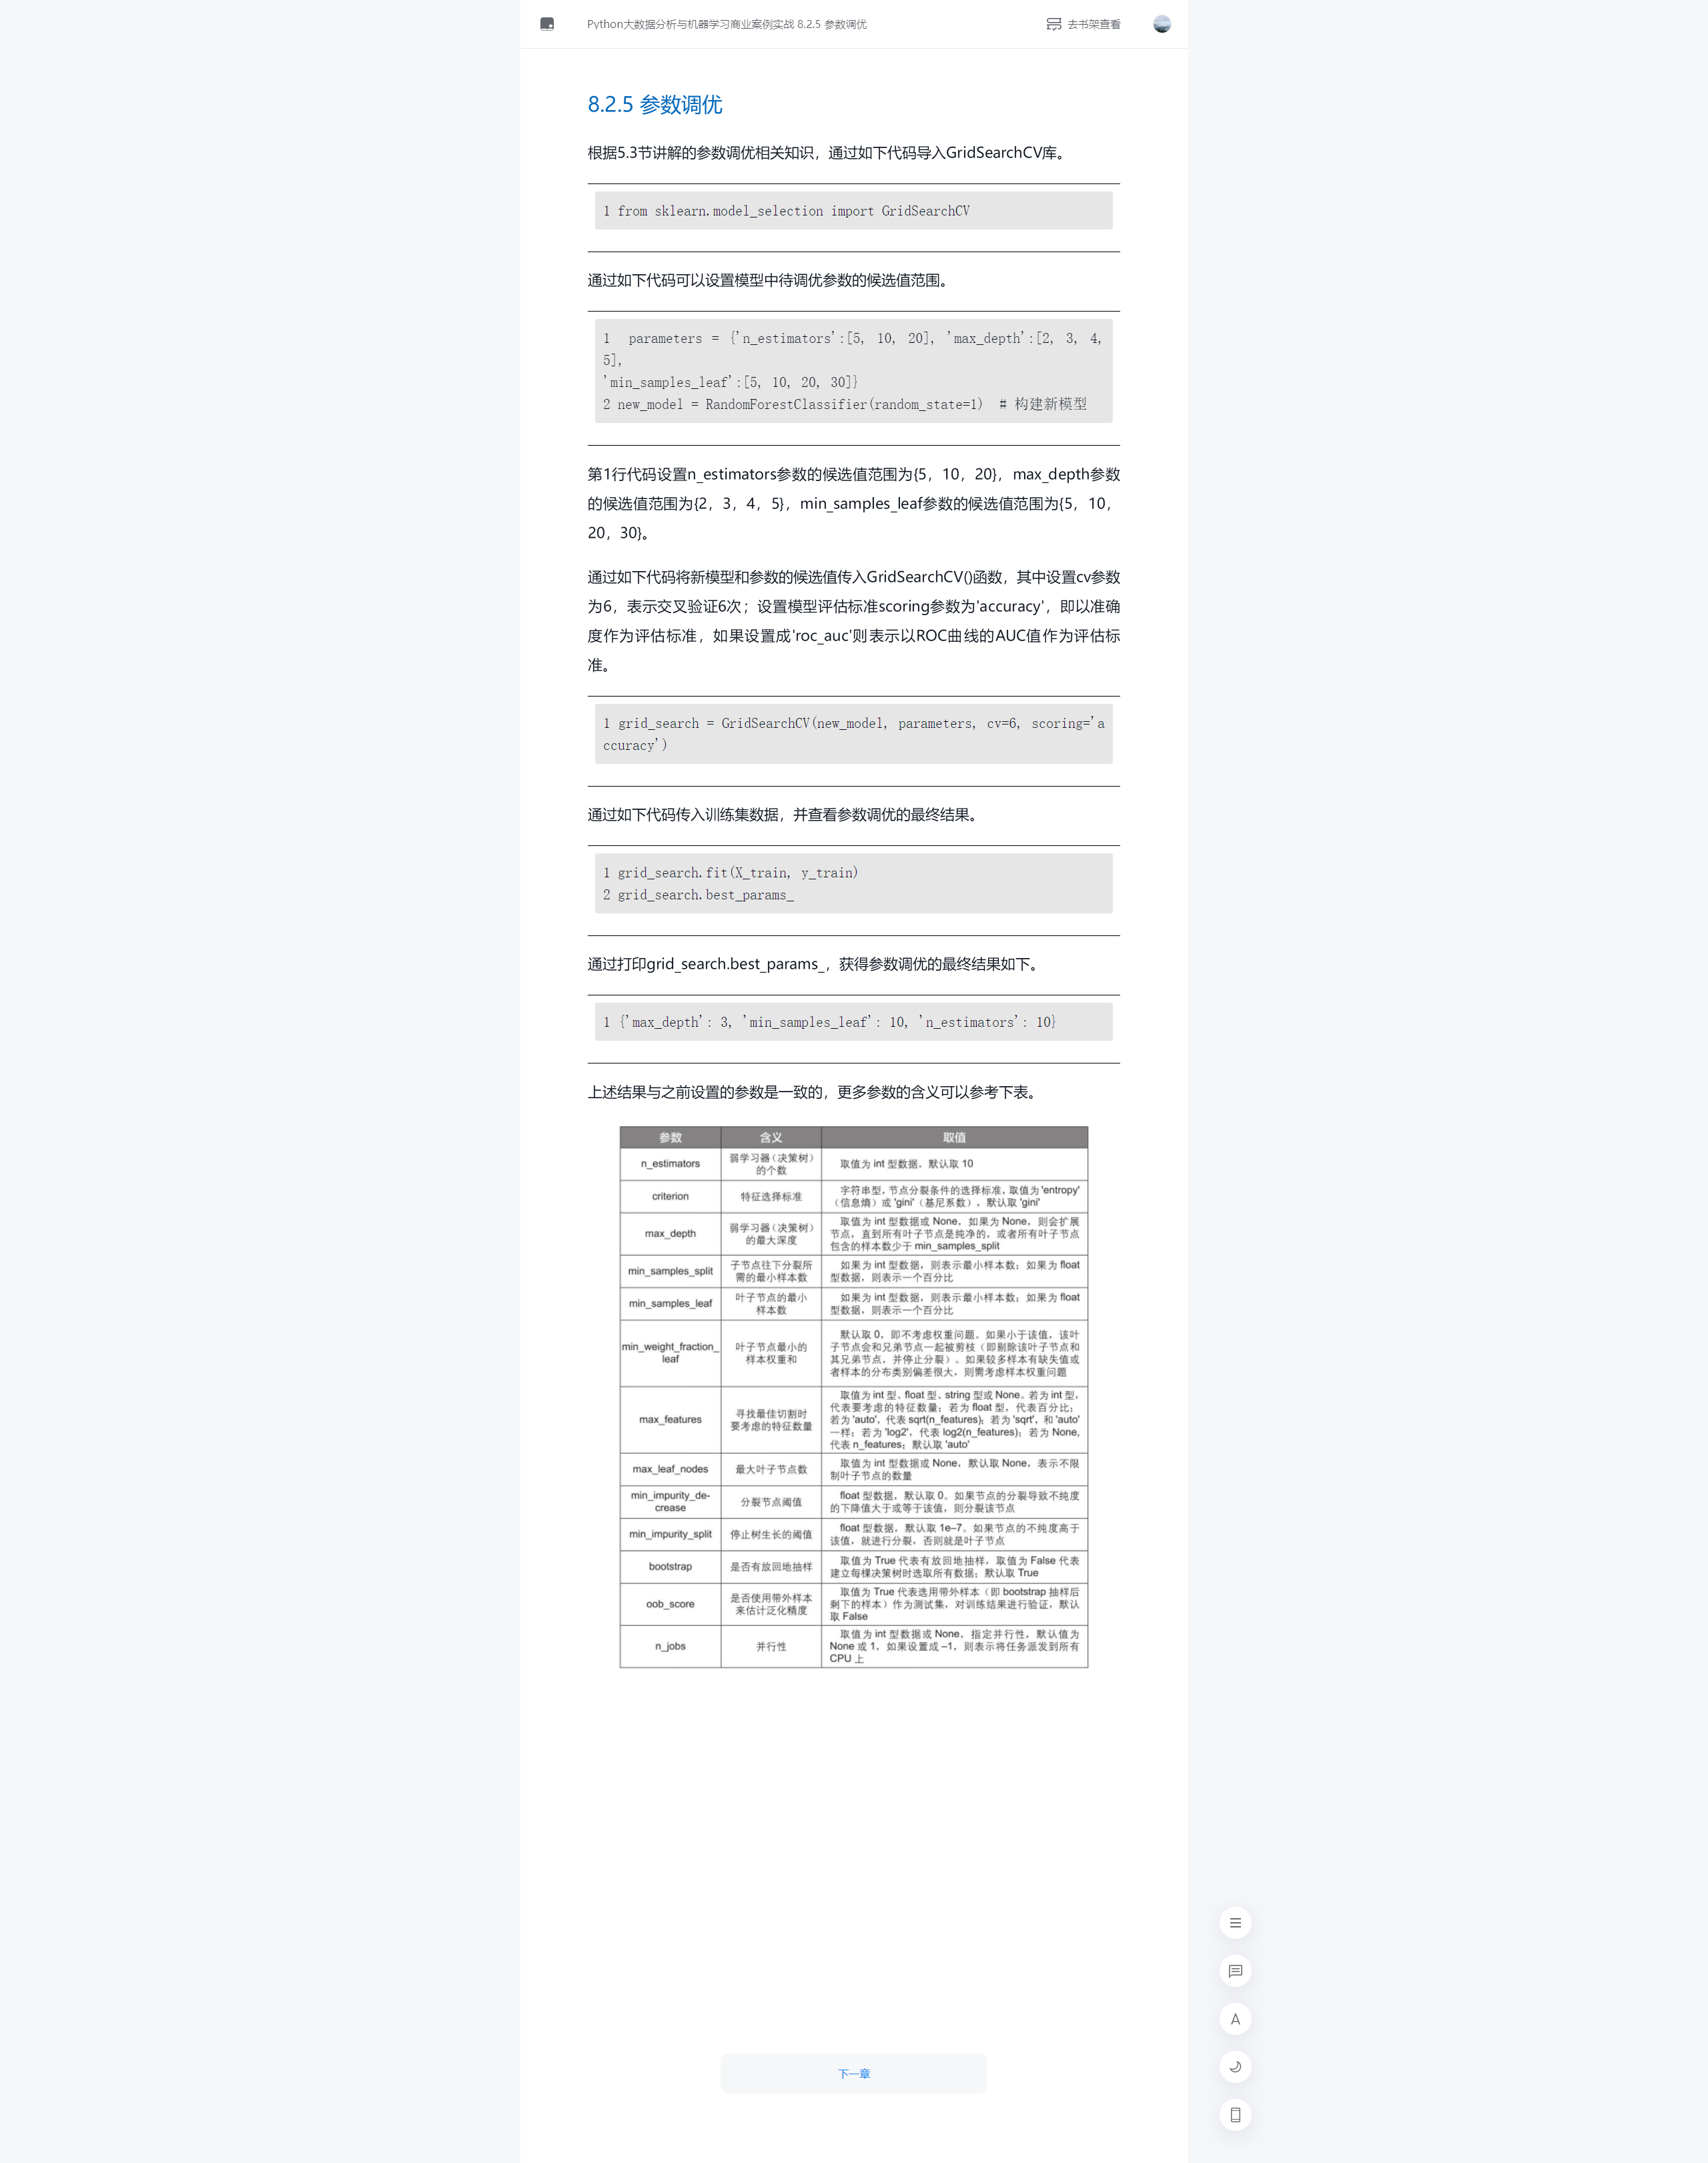 Python大数据分析与机器学习商业案例实战 8.2.5 参数调优
去书架查看
8.2.5 参数调优
根据5.3节讲解的参数调优相关知识，通过如下代码导入GridSearchCV库。
1 from sklearn.model_selection import GridSearchCV
通过如下代码可以设置模型中待调优参数的候选值范围。
1 parameters = {'n_estimators':[5, 10, 20], 'max_depth':[2, 3, 4,
5],
'min_samples_leaf':[5, 10, 20, 30]}
2 new_model = RandomForestClassifier(random_state=1) # 构建新模型
第1行代码设置n_estimators参数的候选值范围为{5，10，20}，max_depth参数
的候选值范围为{2，3，4，5}，min_samples_leaf参数的候选值范围为{5，10，
20，30}。
通过如下代码将新模型和参数的候选值传入GridSearchCV()函数，其中设置cv参数
为6，表示交叉验证6次；设置模型评估标准scoring参数为'accuracy'，即以准确
度作为评估标准，如果设置成'roc_auc'则表示以ROC曲线的AUC值作为评估标
准。
1 grid_search = GridSearchCV(new_model, parameters, cv=6, scoring='a
ccuracy')
通过如下代码传入训练集数据，并查看参数调优的最终结果。
1 grid_search.fit(X_train, y_train)
2 grid_search.best_params_
通过打印grid_search.best_params_，获得参数调优的最终结果如下。
1 {'max_depth': 3, 'min_samples_leaf': 10, 'n_estimators': 10}
上述结果与之前设置的参数是一致的，更多参数的含义可以参考下表。
参数 含义 取值
n_estimators
弱学习器（决策树）
的个数
取值为 int 型数据，默认取 10
criterion
特征选择标准
字符串型，节点分裂条件的选择标准，取值为 'entropy'
（信息熵）或 'gini'（基尼系数），默认取 'gini'
max_depth
弱学习器（决策树）
的最大深度
取值为 int 型数据或 None，如果为 None，则会扩展
节点，直到所有叶子节点是纯净的，或者所有叶子节点
包含的样本数少于 min_samples_split
min_samples_split
子节点往下分裂所
需的最小样本数
如果为 int 型数据，则表示最小样本数；如果为 float
型数据，则表示一个百分比
min_samples_leaf
叶子节点的最小
样本数
如果为 int 型数据，则表示最小样本数；如果为 float
型数据，则表示一个百分比
min_weight_fraction_
leaf
叶子节点最小的
样本权重和
默认取 0，即不考虑权重问题。如果小于该值，该叶
子节点会和兄弟节点一起被剪枝（即剔除该叶子节点和
其兄弟节点，并停止分裂）。如果较多样本有缺失值或
者样本的分布类别偏差很大，则需考虑样本权重问题
max_features
寻找最佳切割时
要考虑的特征数量
取值为 int 型、float 型、string 型或 None。若为 int 型，
代表要考虑的特征数量；若为 float 型，代表百分比；
若为 'auto'，代表 sqrt(n_features)；若为 'sqrt'，和 'auto'
一样；若为 'log2'，代表 log2(n_features)；若为 None，
代表 n_features；默认取 'auto'
max_leaf_nodes
最大叶子节点数
取值为 int 型数据或 None，默认取 None，表示不限
制叶子节点的数量
min_impurity_de-
crease
分裂节点阈值
float 型数据，默认取 0。如果节点的分裂导致不纯度
的下降值大于或等于该值，则分裂该节点
min_impurity_split
停止树生长的阈值
float 型数据，默认取 1e–7。如果节点的不纯度高于
该值，就进行分裂，否则就是叶子节点
bootstrap
是否有放回地抽样
取值为 True 代表有放回地抽样，取值为 False 代表
建立每棵决策树时选取所有数据；默认取 True
oob_score
是否使用带外样本
来估计泛化精度
取值为 True 代表选用带外样本（即 bootstrap 抽样后
剩下的样本）作为测试集，对训练结果进行验证，默认
取 False
n_jobs
并行性
取值为 int 型数据或 None，指定并行性，默认值为
None 或 1，如果设置成 –1，则表示将任务派发到所有
CPU 上
A
下一章